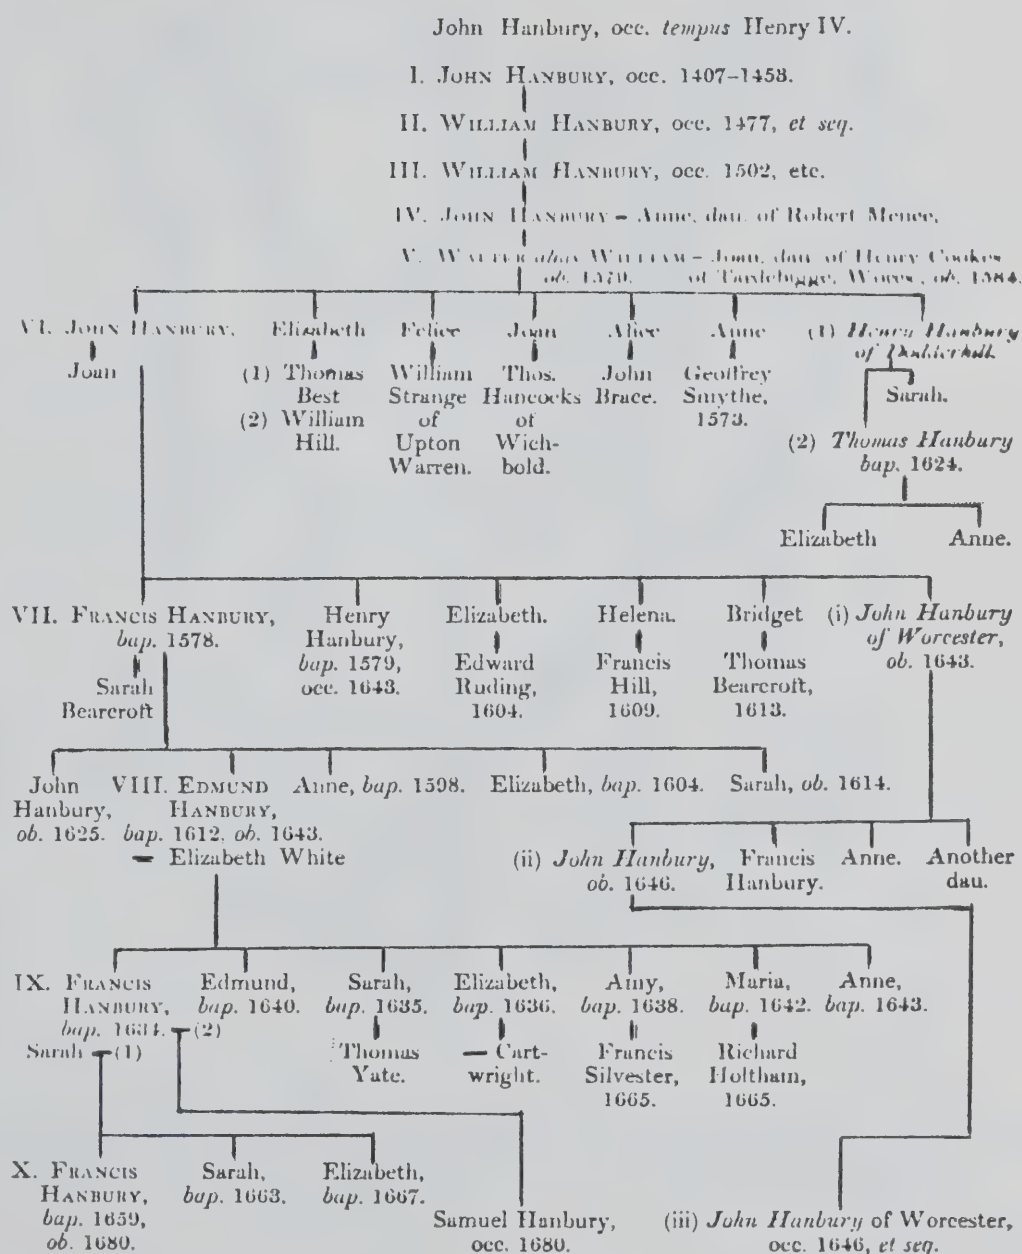 John Hanbury, occ. tempus Henry IV.
I. JOHN HANBURY, occ. 1407–1453.
II. WILLIAM HANBURY, occ. 1477, et seq.
III. WILLIAM HANBURY, occ. 1502, etc.
IV. JOHN HANBURY – Anne, dau. of Robert Menee.
V. WALTER alias WILLIAM – Joan, dau. of Henry Cookes
ob. 1579. of Tardebigge, Worcs, ob. 1584.
VI. JOHN HANBURY. Elizabeth Felice Joan Alice Anne (1) Henry Hanbury
of Dodderhill.
Joan (1) Thomas William Thos. John Geoffrey
Best Strange Hancocks Brace. Smythe, Sarah.
(2) William of of 1573.
Hill. Upton Wich- (2) Thomas Hanbury
Warren. bold. bap. 1624.
Elizabeth Anne.
VII. FRANCIS HANBURY, Henry Elizabeth. Helena. Bridget (i) John Hanbury
bap. 1578. Hanbury, of Worcester,
bap. 1579, Edward Francis Thomas ob. 1643.
Sarah occ. 1643. Ruding, Hill, Bearcroft,
Bearcroft 1604. 1609. 1613.
John VIII. EDMUND Anne, bap. 1598. Elizabeth, bap. 1604. Sarah, ob. 1614.
Hanbury, HANBURY,
ob. 1625. bap. 1612. ob. 1643.
– Elizabeth White (ii) John Hanbury, Francis Anne. Another
ob. 1646. Hanbury. dau.
IX. FRANCIS Edmund, Sarah, Elizabeth, Amy, Maria, Anne,
HANBURY, bap. 1640. bap. 1635. bap. 1636. bap. 1638. bap. 1642. bap. 1643.
bap. 1634. – (2)
Sarah – (1) Thomas – Cart- Francis Richard
Yate. wright. Silvester, Holtham,
1665. 1665.
X. FRANCIS Sarah, Elizabeth,
HANBURY, bap. 1663. bap. 1667.
bap. 1659, Samuel Hanbury, (iii) John Hanbury of Worcester,
ob. 1680. occ. 1680. occ. 1646, et seq.